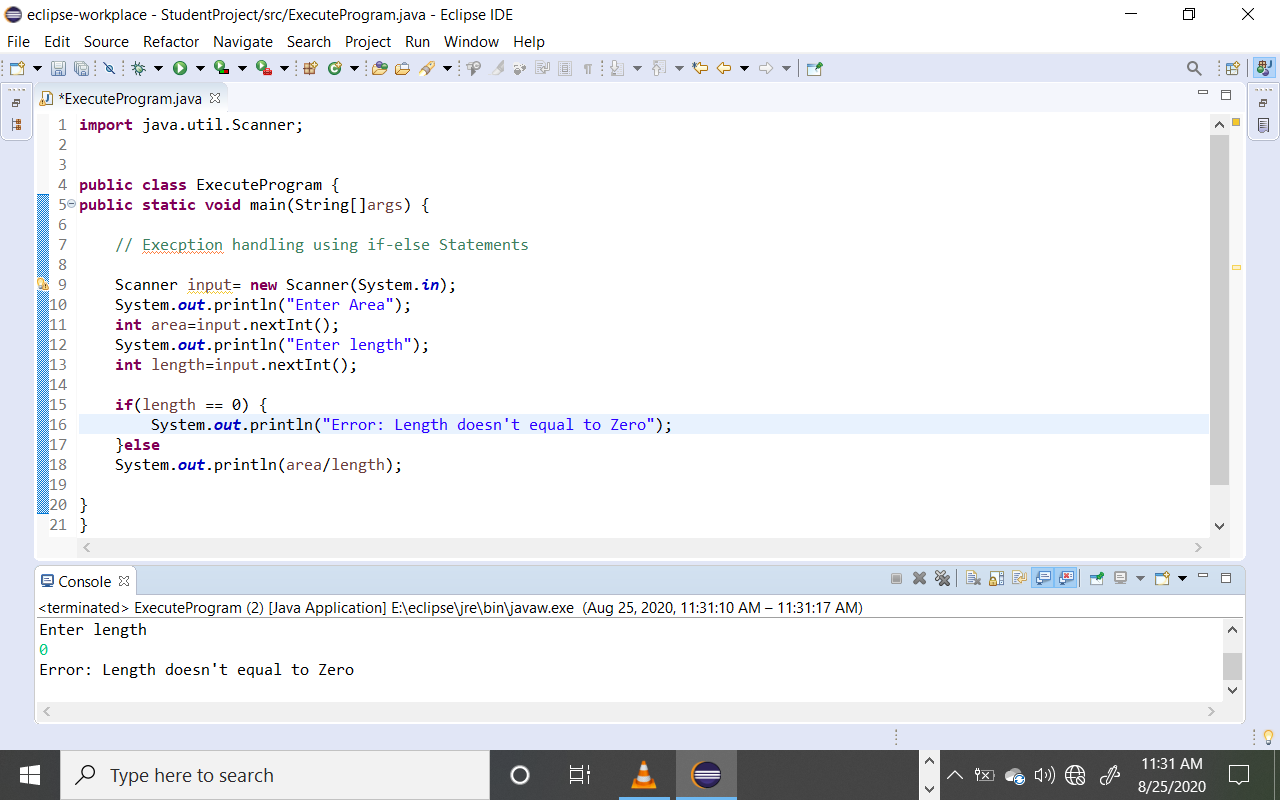 eclipse-workplace - StudentProject/src/ExecuteProgram.java - Eclipse IDE
File Edit Source Refactor Navigate Search Project Run Window Help
*ExecuteProgram.java
1 import java.util.Scanner;
2
3
4 public class ExecuteProgram {
5 public static void main(String[]args) {
6
7 // Execption handling using if-else Statements
8
9 Scanner input= new Scanner(System.in);
10 System.out.println("Enter Area");
11 int area=input.nextInt();
12 System.out.println("Enter length");
13 int length=input.nextInt();
14
15 if(length == 0) {
16 System.out.println("Error: Length doesn't equal to Zero");
17 }else
18 System.out.println(area/length);
19
20 }
21 }
Console
<terminated> ExecuteProgram (2) [Java Application] E:\eclipse\jre\bin\javaw.exe (Aug 25, 2020, 11:31:10 AM – 11:31:17 AM)
Enter length
0
Error: Length doesn't equal to Zero
Type here to search
11:31 AM
8/25/2020